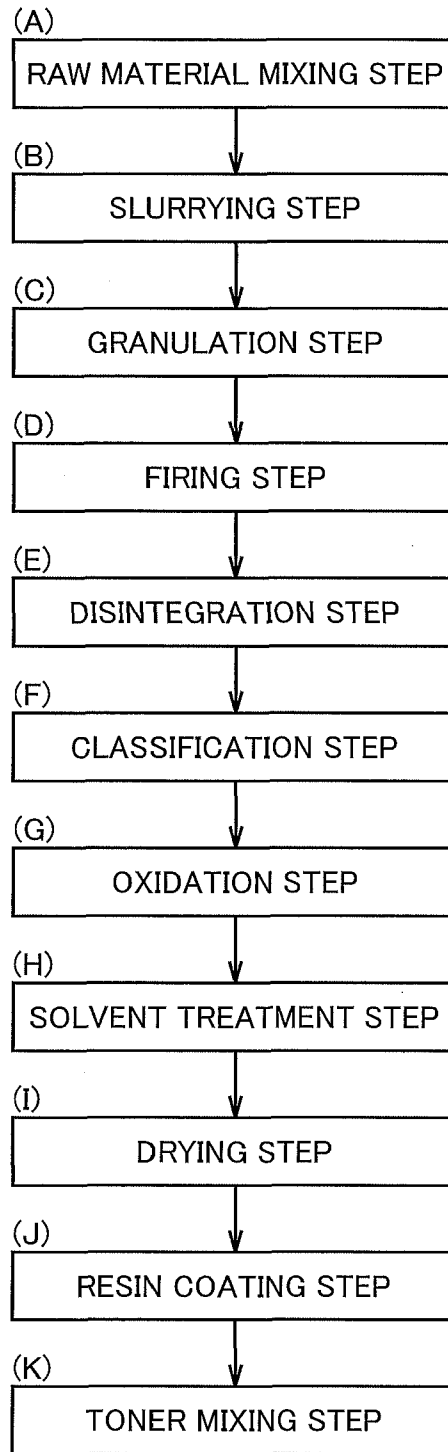 (A)
RAW MATERIAL MIXING STEP
(B)
SLURRYING STEP
(C)
GRANULATION STEP
(D)
FIRING STEP
(E)
DISINTEGRATION STEP
(F)
CLASSIFICATION STEP
(G)
OXIDATION STEP
(H)
SOLVENT TREATMENT STEP
(I)
DRYING STEP
(J)
RESIN COATING STEP
(K)
TONER MIXING STEP